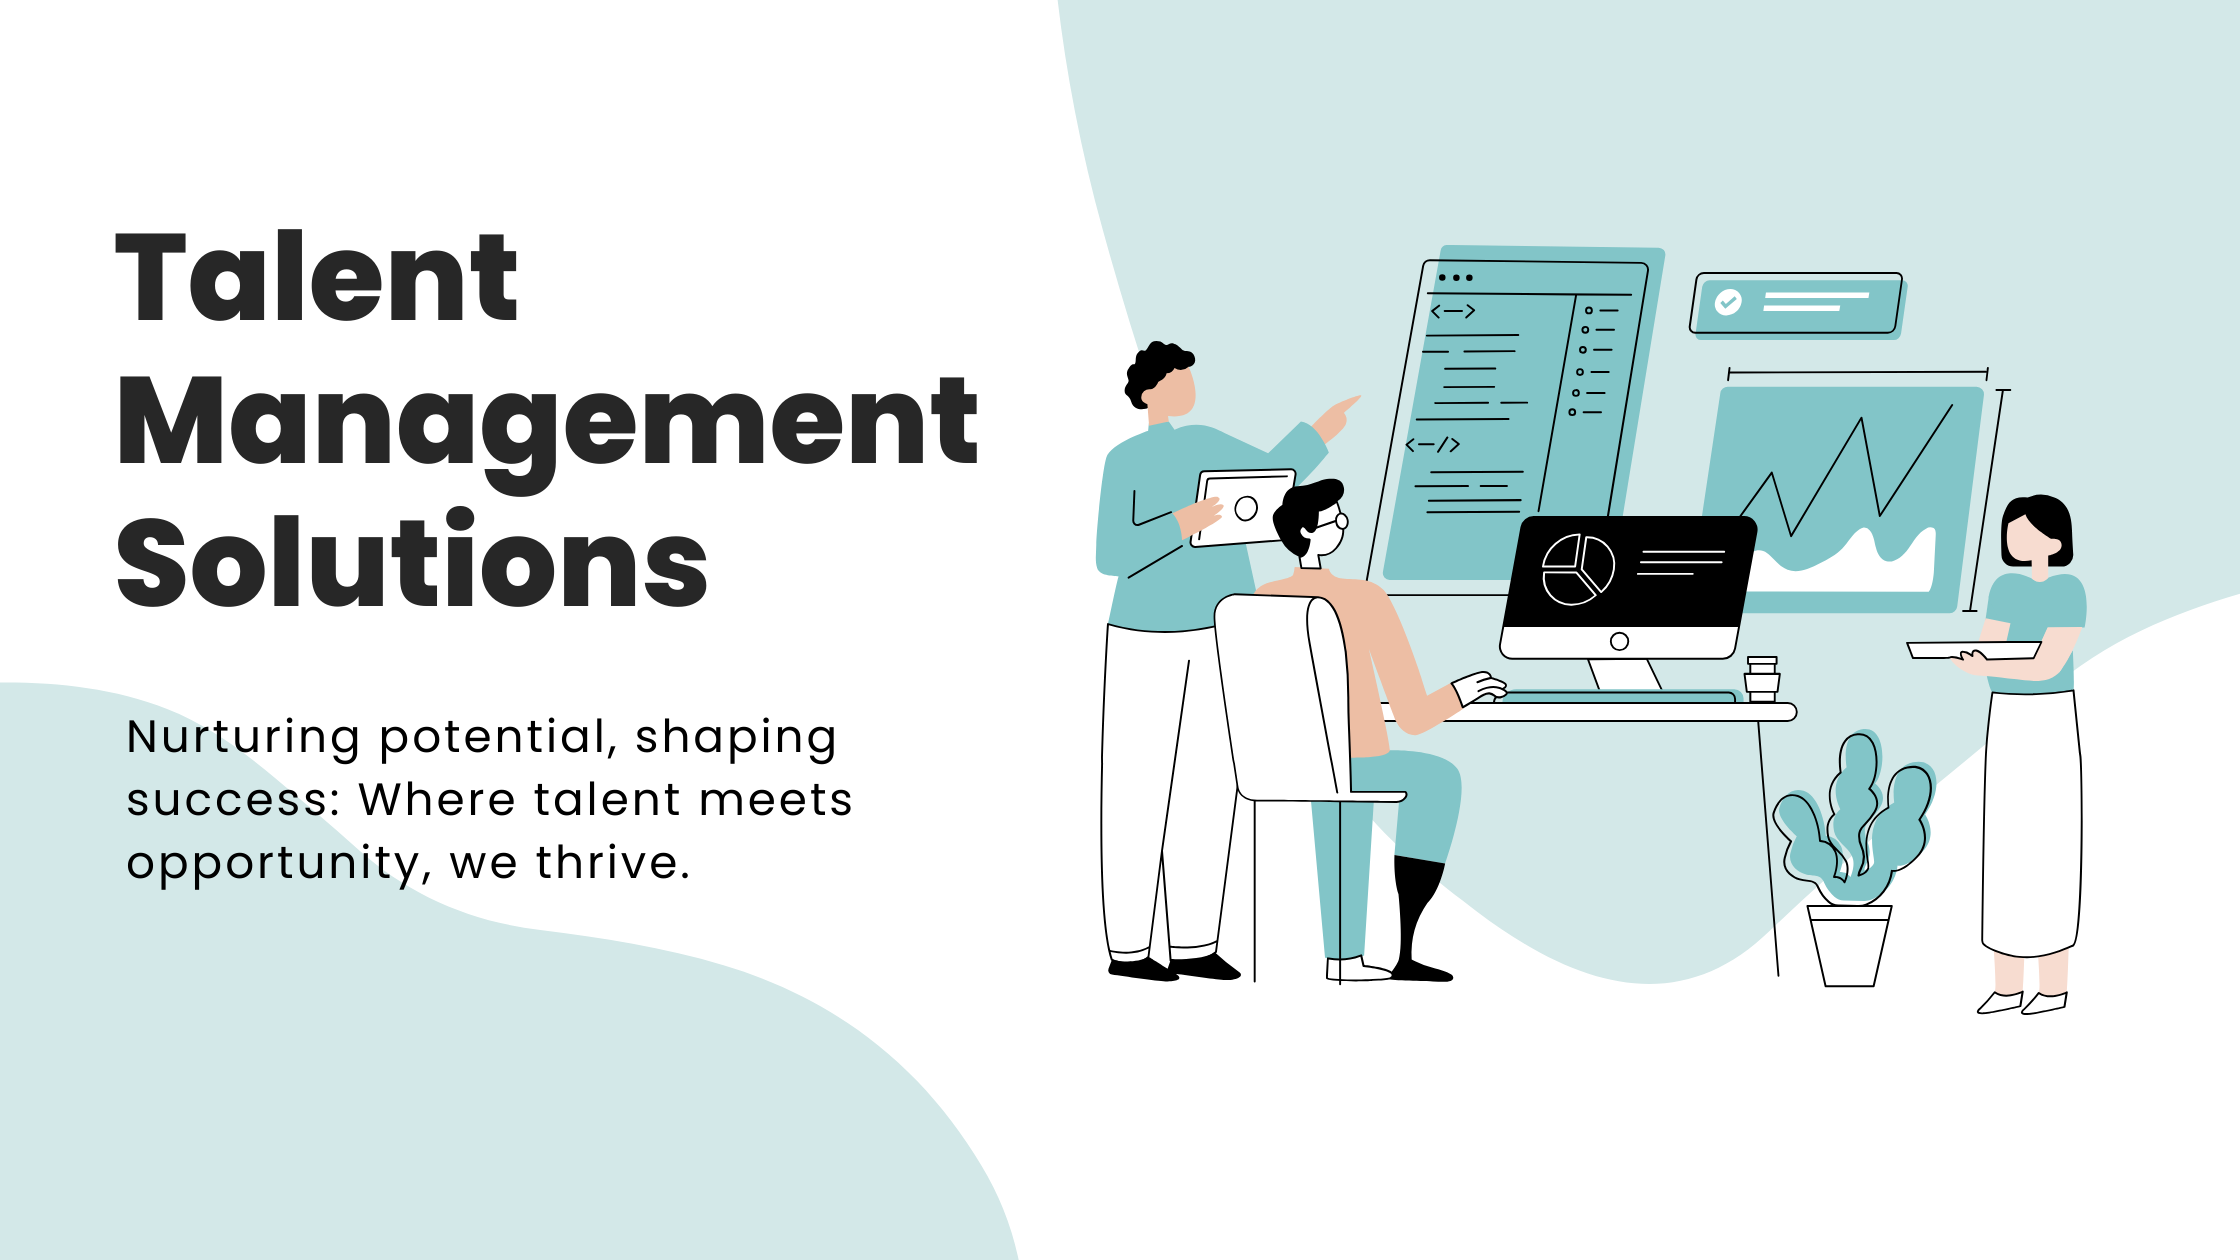 Talent
Management
Solutions
Nurturing potential, shaping
success: Where talent meets
opportunity, we thrive.